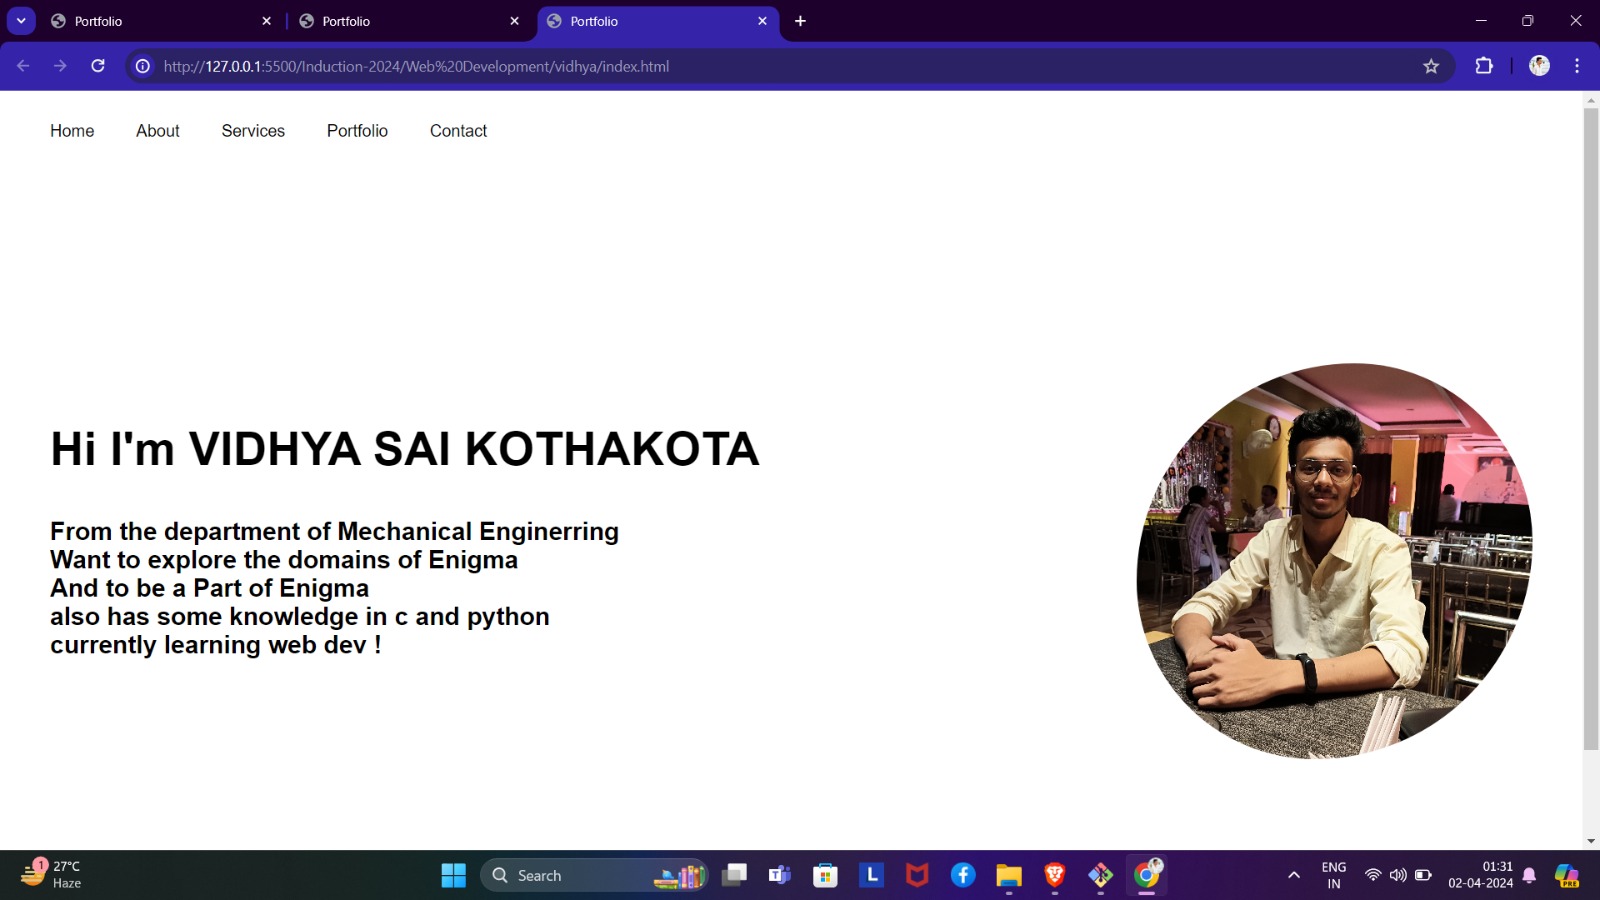 Portfolio
Portfolio
Portfolio
http://127.0.0.1:5500/Induction-2024/Web%20Development/vidhya/index.html
Home About Services Portfolio Contact
Hi I'm VIDHYA SAI KOTHAKOTA
From the department of Mechanical Enginerring
Want to explore the domains of Enigma
And to be a Part of Enigma
also has some knowledge in c and python
currently learning web dev !
1
27°C
Haze
Search
T
L
ENG
IN
01:31
02-04-2024
PRE